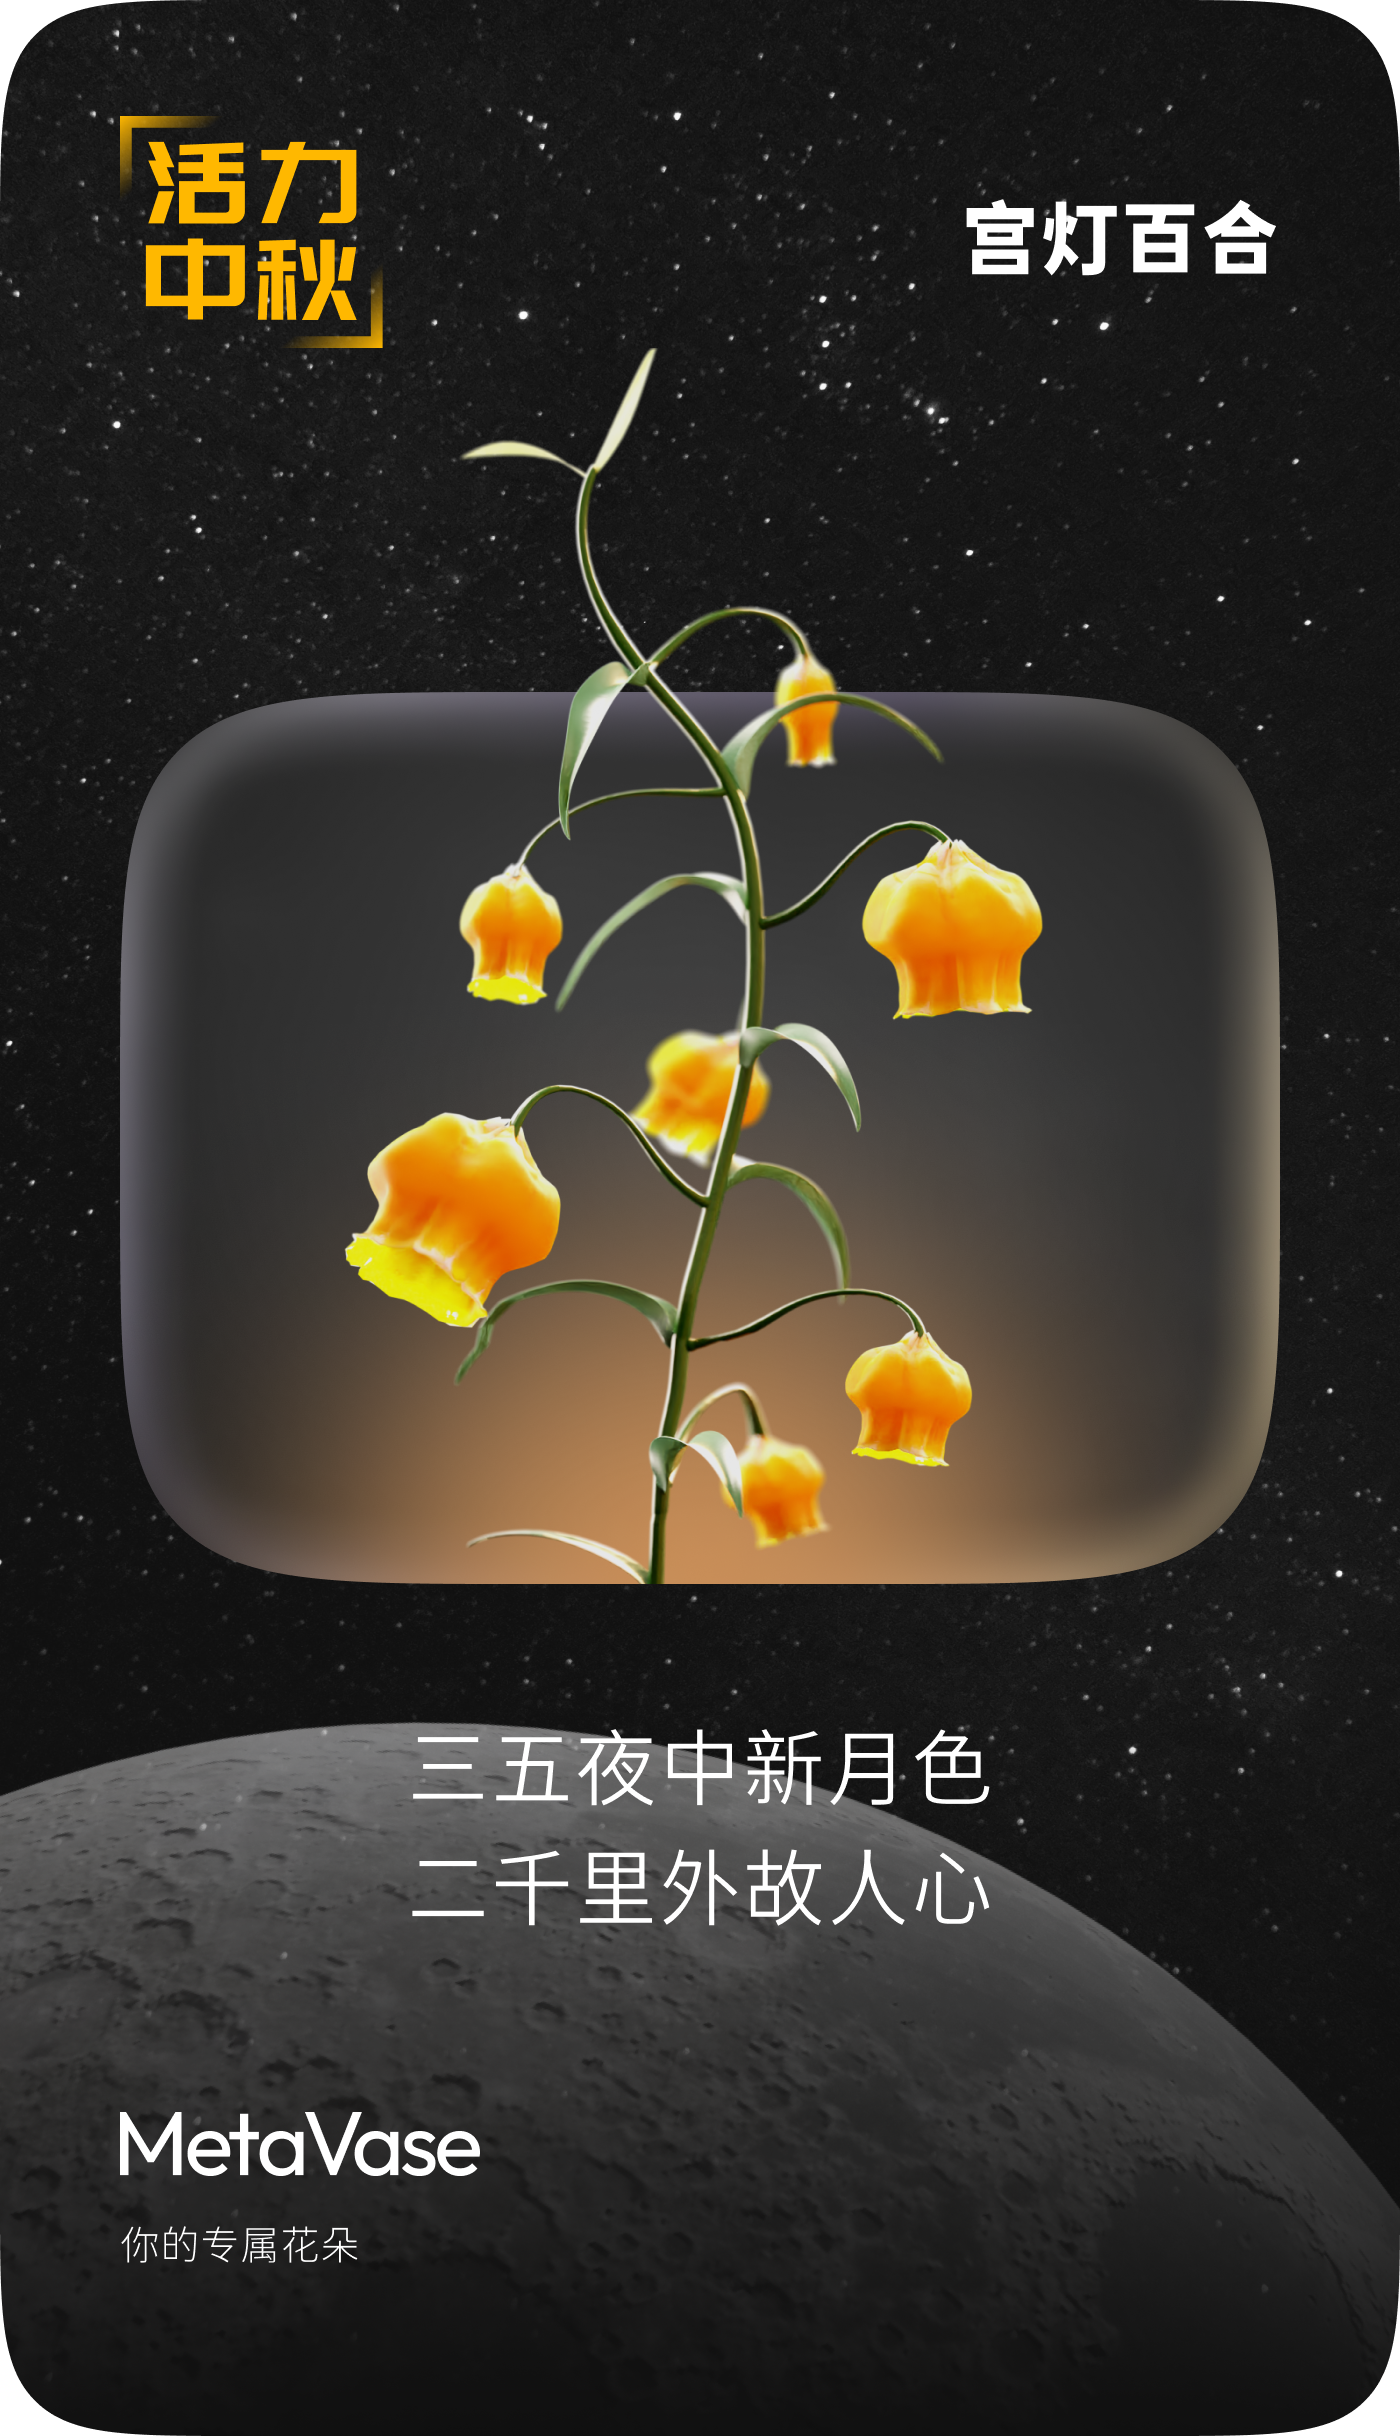 活力
中秋
宫灯百合
三五夜中新月色
二千里外故人心
MetaVase
你的专属花朵